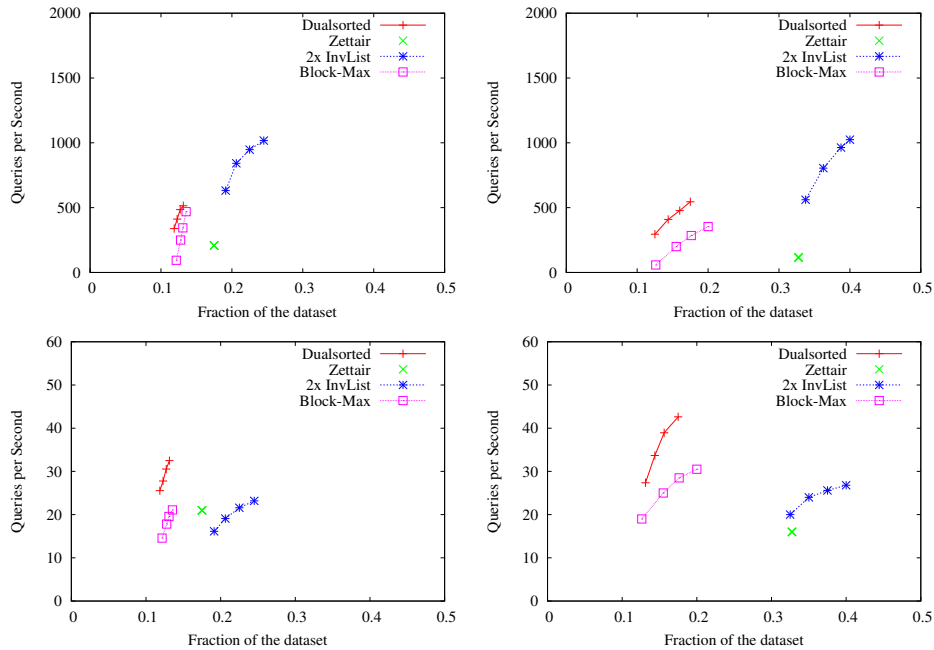 2000
1500
1000
500
0
Queries per Second
Dualsorted
Zettair
2x InvList
Block-Max
0 0.1 0.2 0.3 0.4 0.5
Fraction of the dataset
2000
1500
1000
500
0
Queries per Second
Dualsorted
Zettair
2x InvList
Block-Max
0 0.1 0.2 0.3 0.4 0.5
Fraction of the dataset
60
50
40
30
20
10
0
Queries per Second
Dualsorted
Zettair
2x InvList
Block-Max
0 0.1 0.2 0.3 0.4 0.5
Fraction of the dataset
60
50
40
30
20
10
0
Queries per Second
Dualsorted
Zettair
2x InvList
Block-Max
0 0.1 0.2 0.3 0.4 0.5
Fraction of the dataset